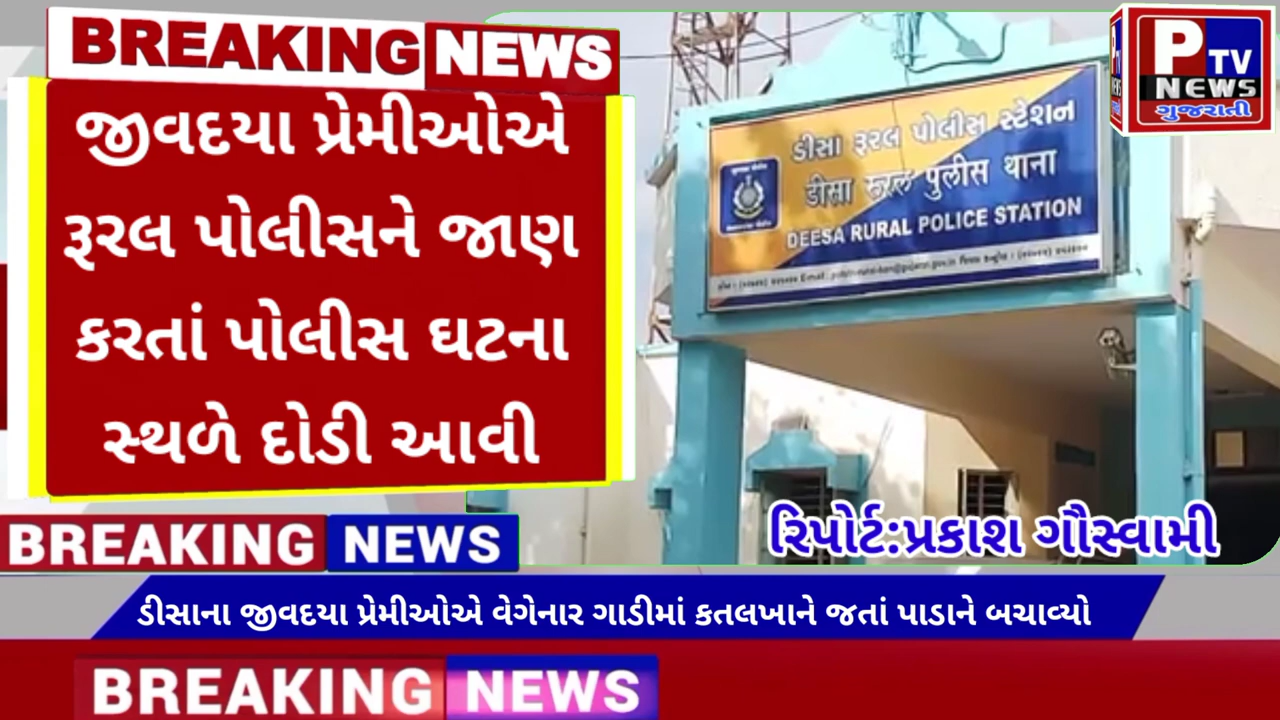 BREAKING NEWS
જીવદયા પ્રેમીઓએ
રૂરલ પોલીસને જાણ
કરતાં પોલીસ ઘટના
સ્થળે દોડી આવી
P TV
NEWS
ગુજરાતી
ડીસા રૂરલ પોલીસ સ્ટેશન
DEESA RURAL POLICE STATION
રિપોર્ટ:પ્રકાશ ગૌસ્વામી
BREAKING NEWS
ડીસાના જીવદયા પ્રેમીઓએ વેગેનાર ગાડીમાં કતલખાને જતાં પાડાને બચાવ્યો
BREAKING NEWS